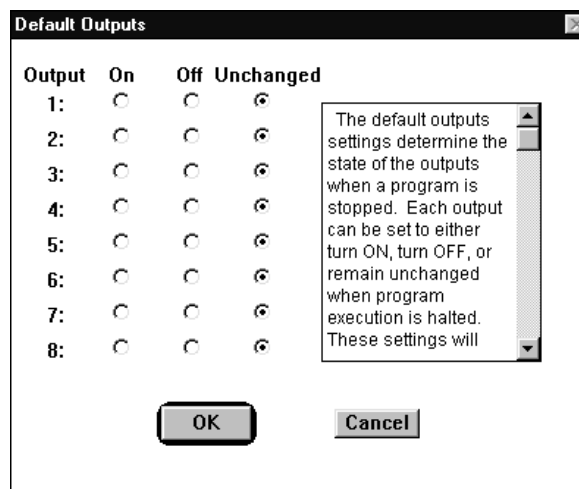 Default Outputs
Output On Off Unchanged
1:
2:
3:
4:
5:
6:
7:
8:
The default outputs
settings determine the
state of the outputs
when a program is
stopped. Each output
can be set to either
turn ON, turn OFF, or
remain unchanged
when program
execution is halted.
These settings will
OK Cancel